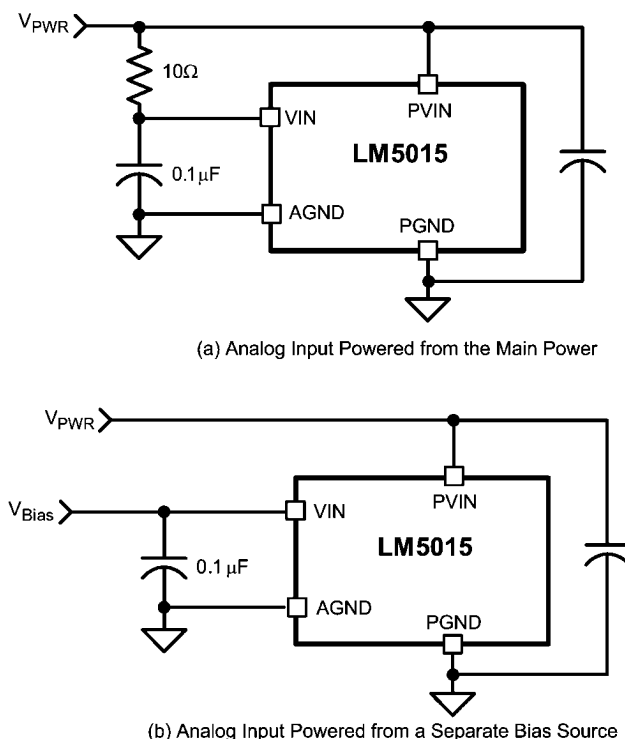 VPWR
10Ω
VIN
PVIN
LM5015
0.1μF
AGND
PGND
(a) Analog Input Powered from the Main Power
VPWR
VBias
VIN
PVIN
LM5015
0.1μF
AGND
PGND
(b) Analog Input Powered from a Separate Bias Source